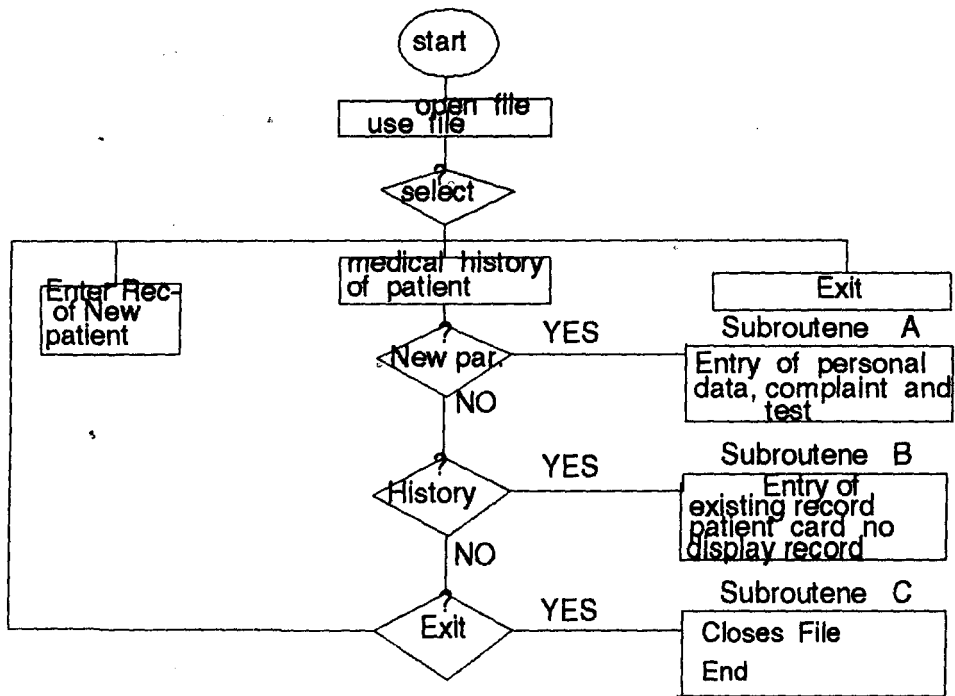 start
open file
use file
?
select
Enter Rec-
of New
patient
medical history
of patient
Exit
?
New par.
YES
NO
Subroutene A
Entry of personal
data, complaint and
test
?
History
YES
NO
Subroutene B
Entry of
existing record
patient card no
display record
?
Exit
YES
Subroutene C
Closes File
End